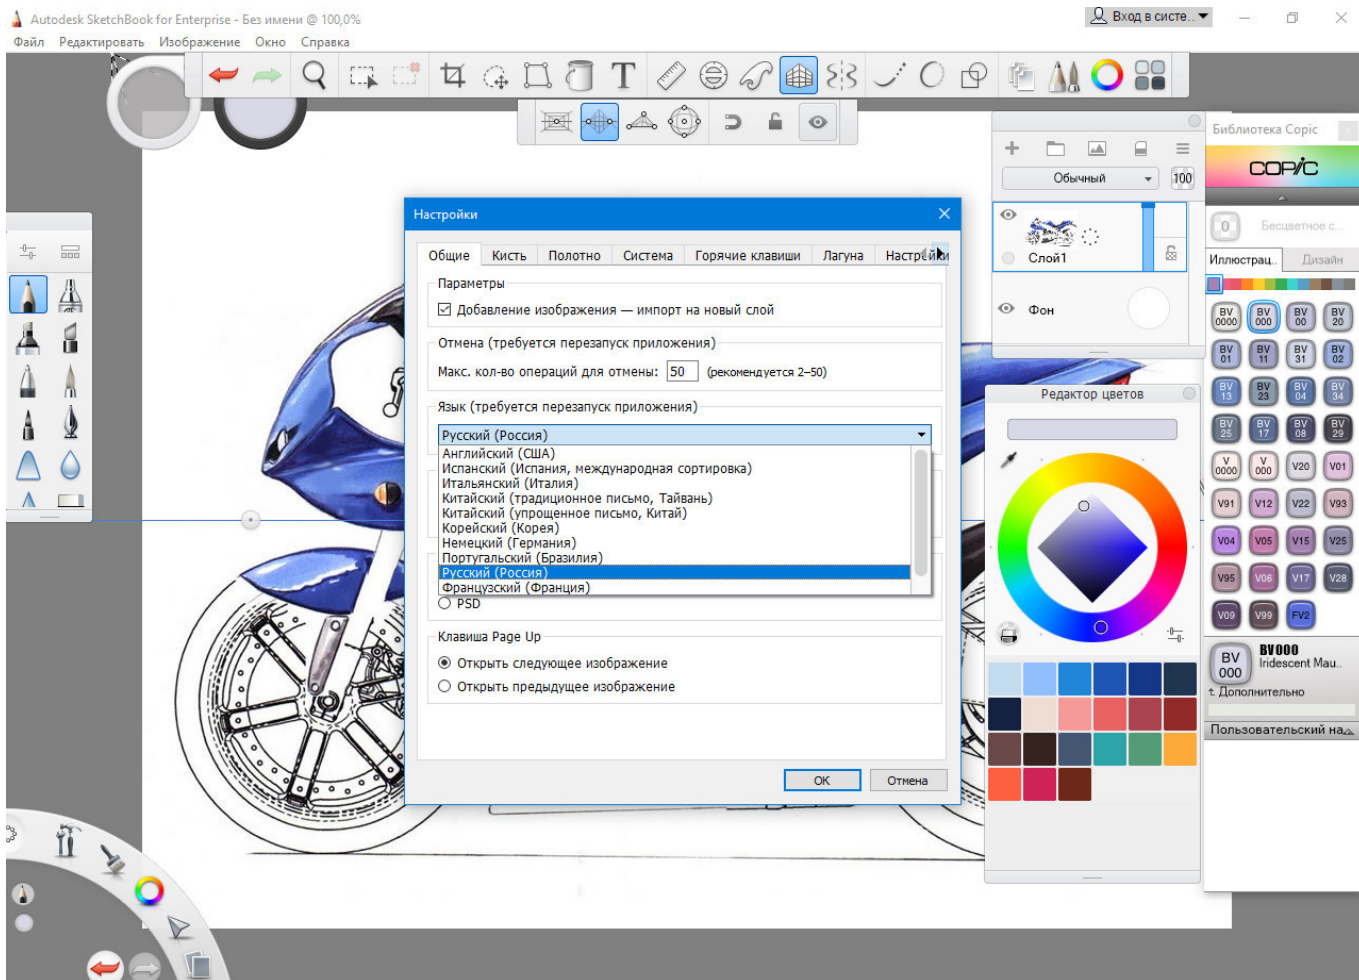 Autodesk SketchBook for Enterprise - Без имени @ 100,0%
Вход в систе..
Файл Редактировать Изображение Окно Справка
Библиотека Copic
COPIC
Обычный
100
0
Бесцветное с...
Слой1
Иллюстрац..
Дизайн
Фон
Настройки
Общие Кисть Полотно Система Горячие клавиши Лагуна Настройки
Параметры
Добавление изображения — импорт на новый слой
Отмена (требуется перезапуск приложения)
Макс. кол-во операций для отмены: 50 (рекомендуется 2–50)
Язык (требуется перезапуск приложения)
Русский (Россия)
Английский (США)
Испанский (Испания, международная сортировка)
Итальянский (Италия)
Китайский (традиционное письмо, Тайвань)
Китайский (упрощенное письмо, Китай)
Корейский (Корея)
Немецкий (Германия)
Португальский (Бразилия)
Русский (Россия)
Французский (Франция)
PSD
Клавиша Page Up
Открыть следующее изображение
Открыть предыдущее изображение
OK
Отмена
Редактор цветов
BV 0000 BV 000 BV 00 BV 20
BV 01 BV 11 BV 31 BV 02
BV 13 BV 23 BV 04 BV 34
BV 25 BV 17 BV 08 BV 29
V 0000 V 000 V20 V01
V91 V12 V22 V93
V04 V05 V15 V25
V95 V06 V17 V28
V09 V99 FV2
BV 000
BV000
Iridescent Mau..
Дополнительно
Пользовательский на..